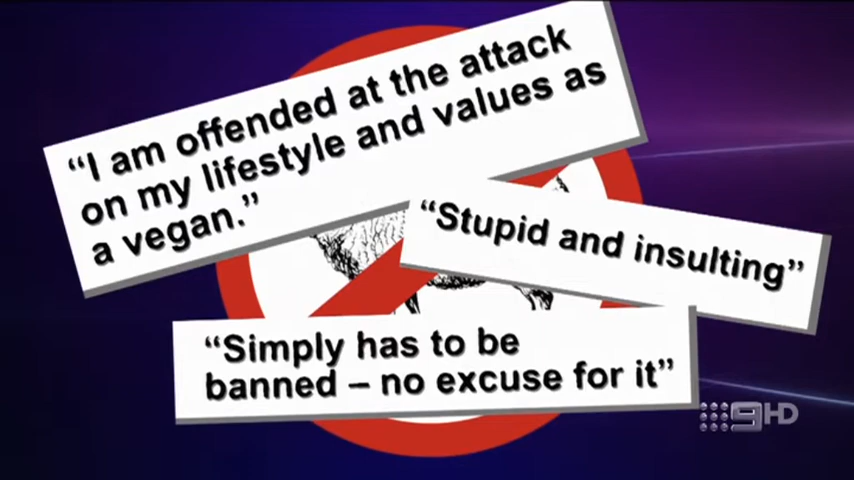 “I am offended at the attack
on my lifestyle and values as
a vegan.”
“Stupid and insulting”
“Simply has to be
banned – no excuse for it”
9HD